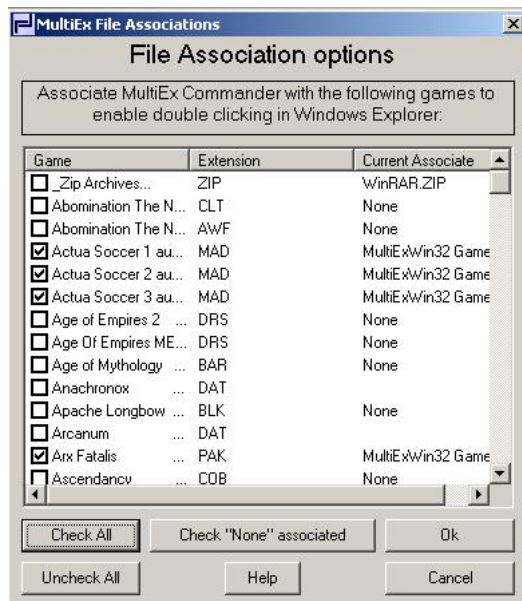 MultiEx File Associations
File Association options
Associate MultiEx Commander with the following games to
enable double clicking in Windows Explorer:
Game Extension Current Associate
_Zip Archives... ZIP WinRAR.ZIP
Abomination The N... CLT None
Abomination The N... AWF None
Actua Soccer 1 au... MAD MultiExWin32 Game
Actua Soccer 2 au... MAD MultiExWin32 Game
Actua Soccer 3 au... MAD MultiExWin32 Game
Age of Empires 2 ... DRS None
Age Of Empires ME... DRS None
Age of Mythology ... BAR None
Anachronox ... DAT
Apache Longbow ... BLK None
Arcanum ... DAT
Arx Fatalis ... PAK MultiExWin32 Game
Ascendancy ... COB None
Check All Check "None" associated Ok
Uncheck All Help Cancel